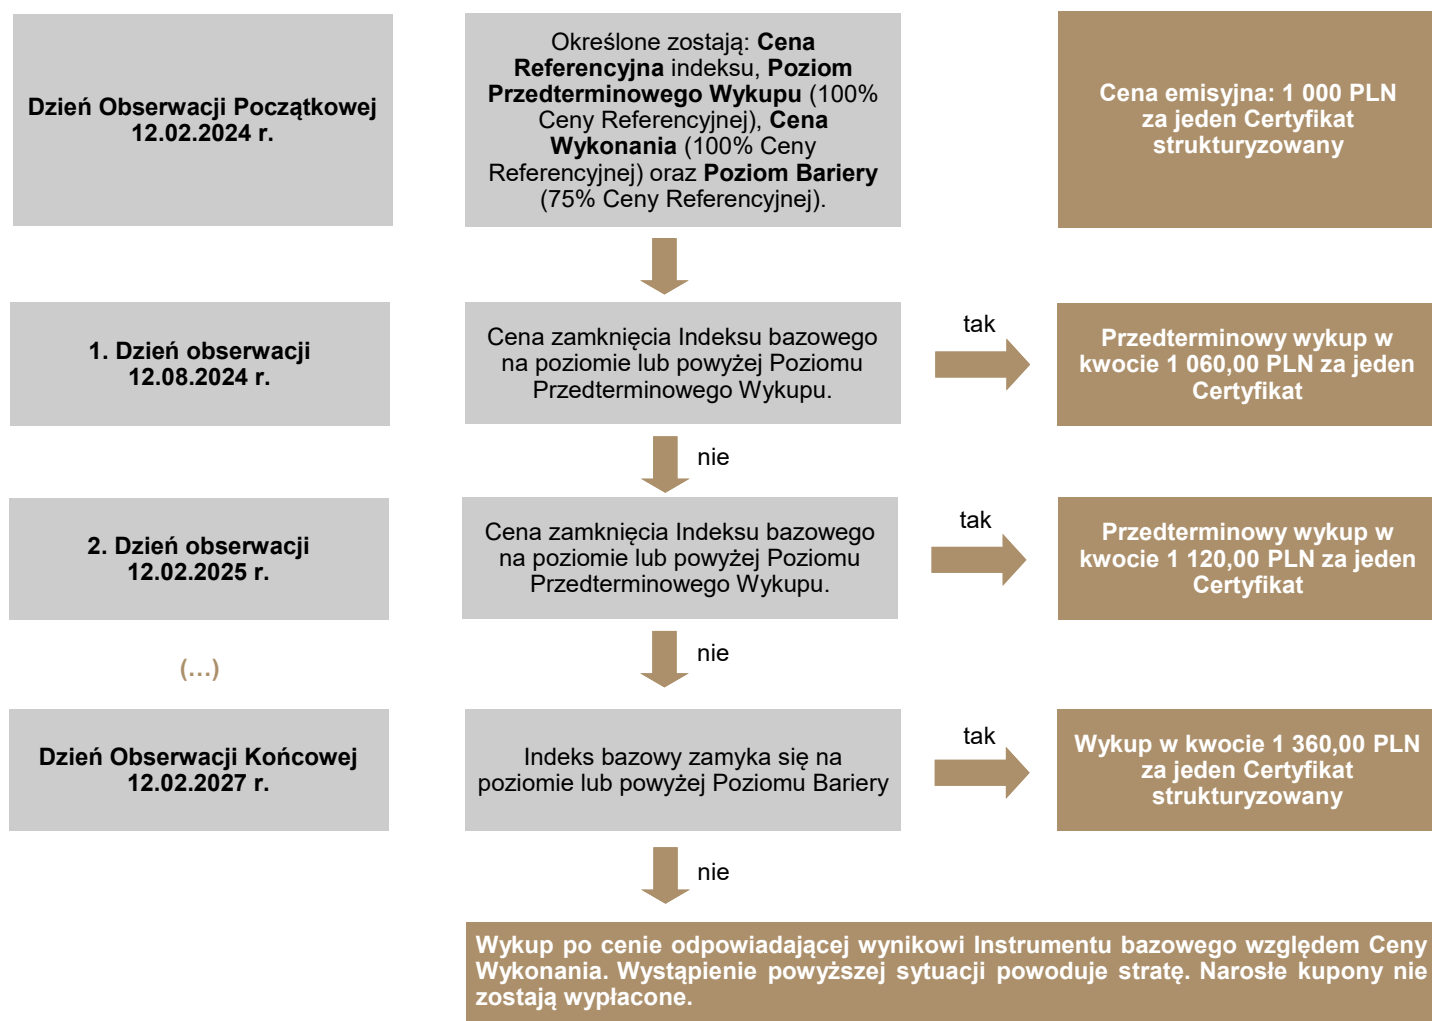 Dzień Obserwacji Początkowej
12.02.2024 r.
Określone zostają: Cena
Referencyjna indeksu, Poziom
Przedterminowego Wykupu (100%
Ceny Referencyjnej), Cena
Wykonania (100% Ceny
Referencyjnej) oraz Poziom Bariery
(75% Ceny Referencyjnej).
Cena emisyjna: 1 000 PLN
za jeden Certyfikat
strukturyzowany
1. Dzień obserwacji
12.08.2024 r.
Cena zamknięcia Indeksu bazowego
na poziomie lub powyżej Poziomu
Przedterminowego Wykupu.
tak
Przedterminowy wykup w
kwocie 1 060,00 PLN za jeden
Certyfikat
nie
2. Dzień obserwacji
12.02.2025 r.
Cena zamknięcia Indeksu bazowego
na poziomie lub powyżej Poziomu
Przedterminowego Wykupu.
tak
Przedterminowy wykup w
kwocie 1 120,00 PLN za jeden
Certyfikat
nie
(…)
Dzień Obserwacji Końcowej
12.02.2027 r.
Indeks bazowy zamyka się na
poziomie lub powyżej Poziomu Bariery
tak
Wykup w kwocie 1 360,00 PLN
za jeden Certyfikat
strukturyzowany
nie
Wykup po cenie odpowiadającej wynikowi Instrumentu bazowego względem Ceny
Wykonania. Wystąpienie powyższej sytuacji powoduje stratę. Narosłe kupony nie
zostają wypłacone.